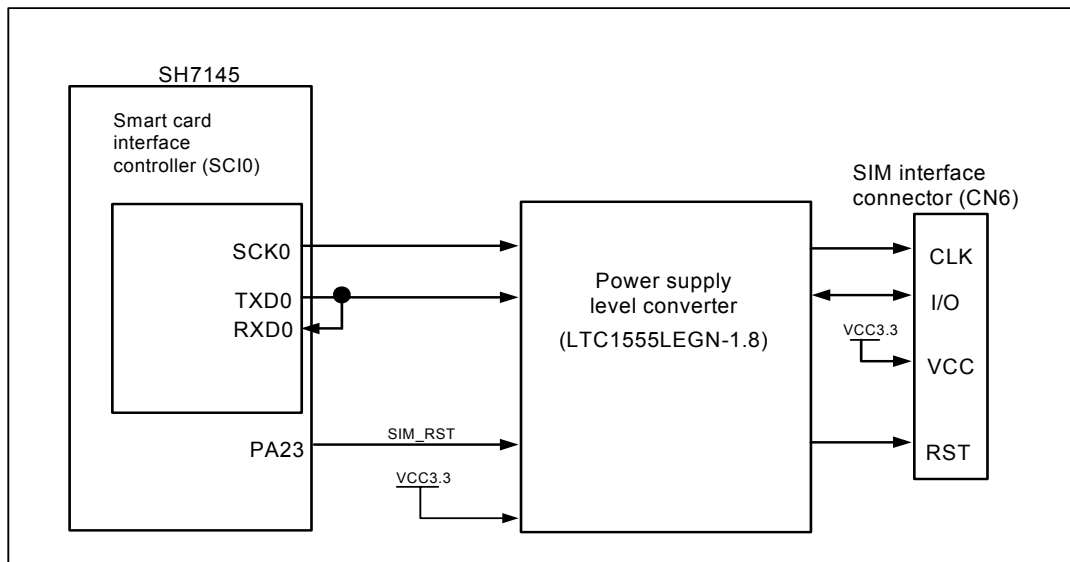 SH7145
Smart card
interface
controller (SCI0)
SCK0
TXD0
RXD0
PA23
SIM_RST
VCC3.3
Power supply
level converter
(LTC1555LEGN-1.8)
SIM interface
connector (CN6)
CLK
I/O
VCC3.3
VCC
RST